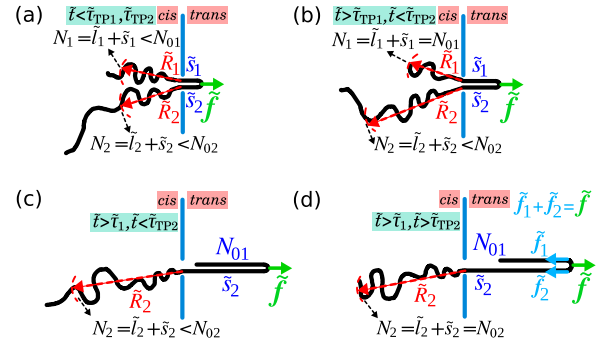 (a)
t̃<τ̃TP1,τ̃TP2
cis trans
N1=l̃1+s̃1<N01
R̃1
s̃1
s̃2
R̃2
f̃
N2=l̃2+s̃2<N02
(b)
t̃>τ̃TP1, t̃<τ̃TP2
cis trans
N1=l̃1+s̃1=N01
R̃1
s̃1
s̃2
R̃2
f̃
N2=l̃2+s̃2<N02
(c)
cis trans
t̃>τ̃1, t̃<τ̃TP2
N01
R̃2
s̃2
f̃
N2=l̃2+s̃2<N02
(d)
cis trans
f̃1+f̃2=f̃
t̃>τ̃1, t̃>τ̃TP2
N01
f̃1
R̃2
s̃2
f̃2
f̃
N2=l̃2+s̃2=N02